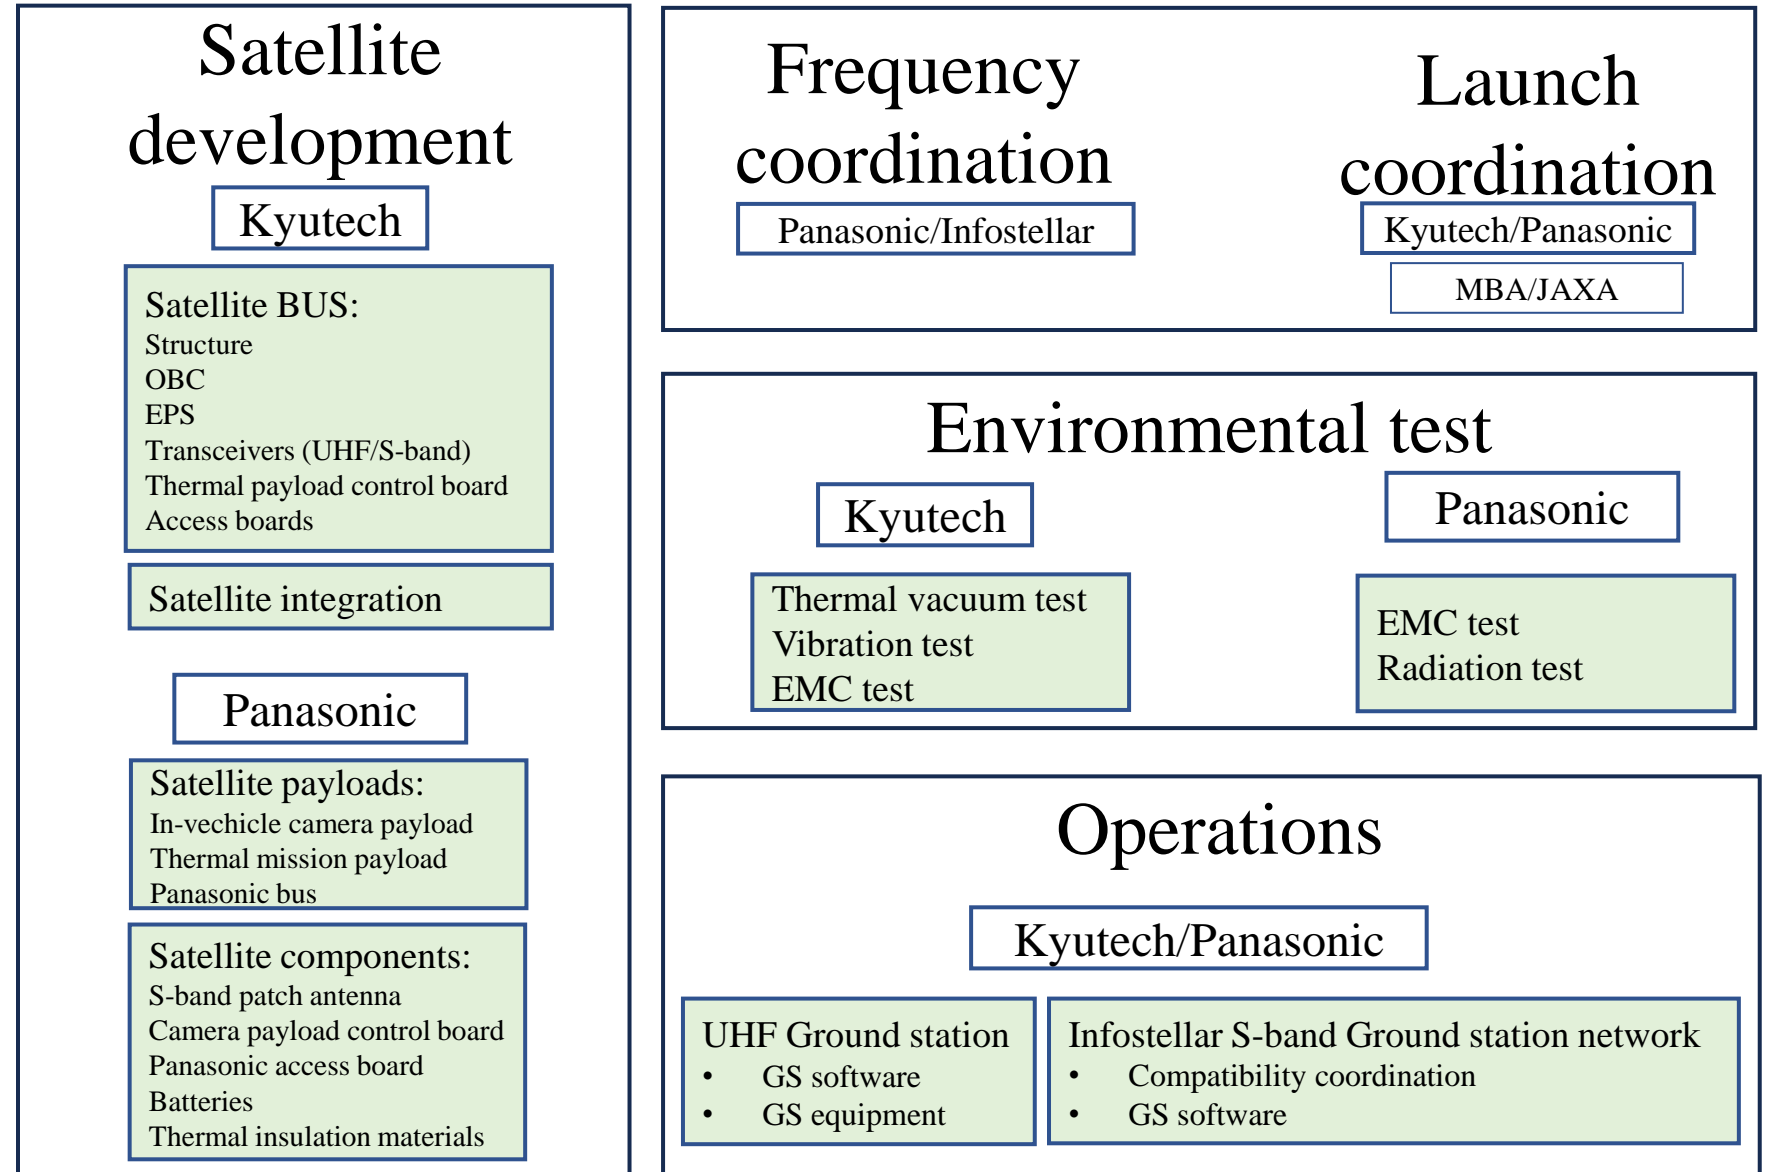 Satellite
development
Kyutech
Satellite BUS:
Structure
OBC
EPS
Transceivers (UHF/S-band)
Thermal payload control board
Access boards
Satellite integration
Panasonic
Satellite payloads:
In-vechicle camera payload
Thermal mission payload
Panasonic bus
Satellite components:
S-band patch antenna
Camera payload control board
Panasonic access board
Batteries
Thermal insulation materials
Frequency
coordination
Panasonic/Infostellar
Launch
coordination
Kyutech/Panasonic
MBA/JAXA
Environmental test
Kyutech
Thermal vacuum test
Vibration test
EMC test
Panasonic
EMC test
Radiation test
Operations
Kyutech/Panasonic
UHF Ground station
• GS software
• GS equipment
Infostellar S-band Ground station network
• Compatibility coordination
• GS software